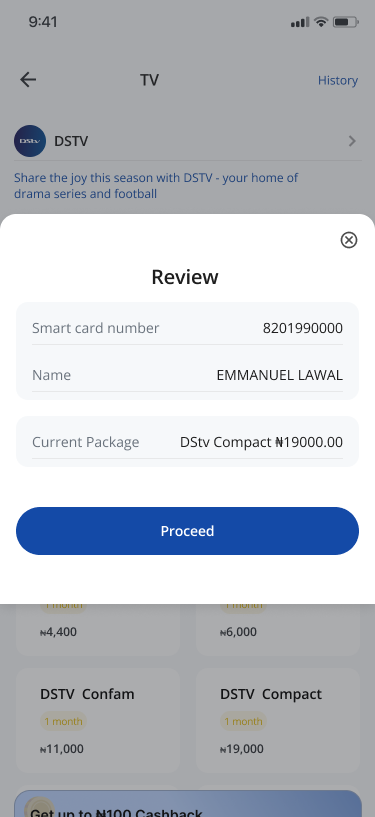 9:41
TV
History
DStv
DSTV
Share the joy this season with DSTV - your home of
drama series and football
Review
Smart card number 8201990000
Name EMMANUEL LAWAL
Current Package DStv Compact ₦19000.00
Proceed
1 month 1 month
₦4,400 ₦6,000
DSTV Confam DSTV Compact
1 month 1 month
₦11,000 ₦19,000
Get up to ₦100 Cashback